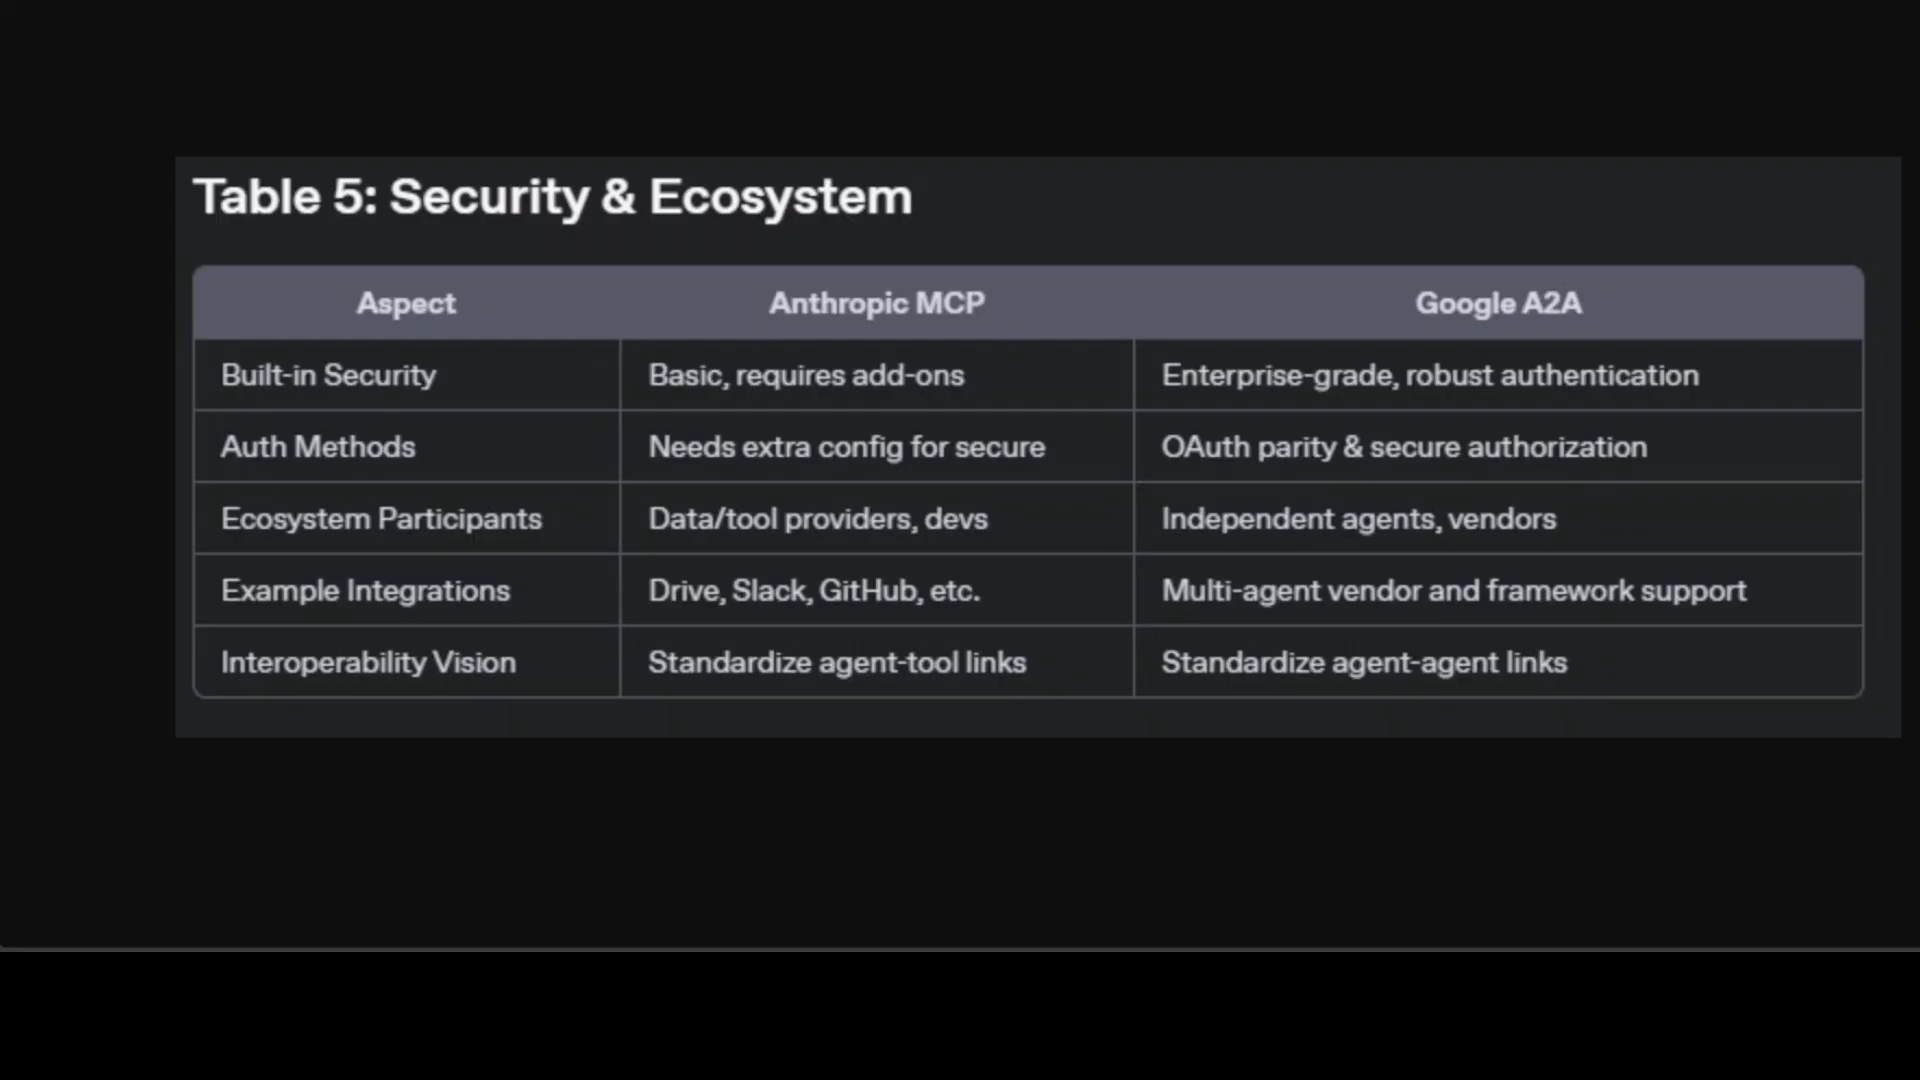 Table 5: Security & Ecosystem
Aspect Anthropic MCP Google A2A
Built-in Security Basic, requires add-ons Enterprise-grade, robust authentication
Auth Methods Needs extra config for secure OAuth parity & secure authorization
Ecosystem Participants Data/tool providers, devs Independent agents, vendors
Example Integrations Drive, Slack, GitHub, etc. Multi-agent vendor and framework support
Interoperability Vision Standardize agent-tool links Standardize agent-agent links